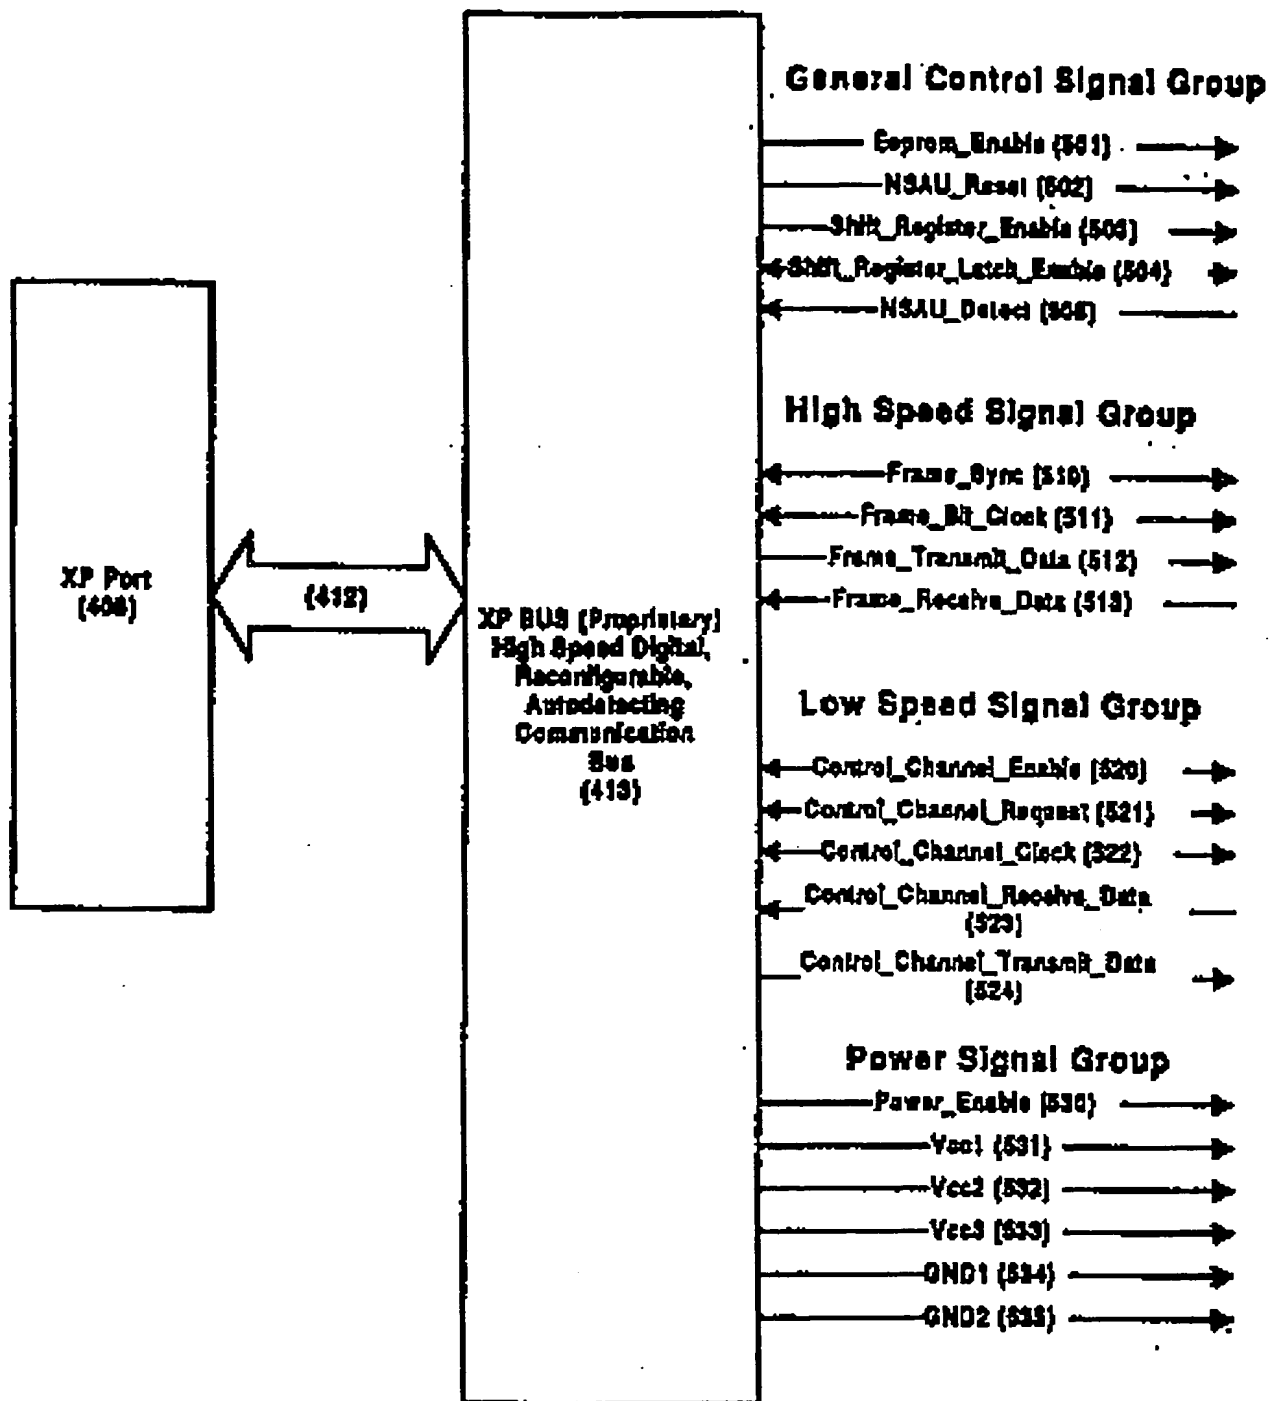 General Control Signal Group
Eeprom_Enable (501)
NSAU_Reset (502)
Shift_Register_Enable (503)
Shift_Register_Latch_Enable (504)
NSAU_Detect (505)
High Speed Signal Group
Frame_Sync (510)
Frame_Bit_Clock (511)
Frame_Transmit_Data (512)
Frame_Receive_Data (513)
XP Port
(412)
XP BUS (Proprietary)
High Speed Digital,
Reconfigurable,
Autodetecting
Communication
Bus
(413)
Low Speed Signal Group
Control_Channel_Enable (520)
Control_Channel_Request (521)
Control_Channel_Clock (522)
Control_Channel_Receive_Data
(523)
Control_Channel_Transmit_Data
(524)
Power Signal Group
Power_Enable (530)
Vcc1 (531)
Vcc2 (532)
Vcc3 (533)
GND1 (534)
GND2 (535)